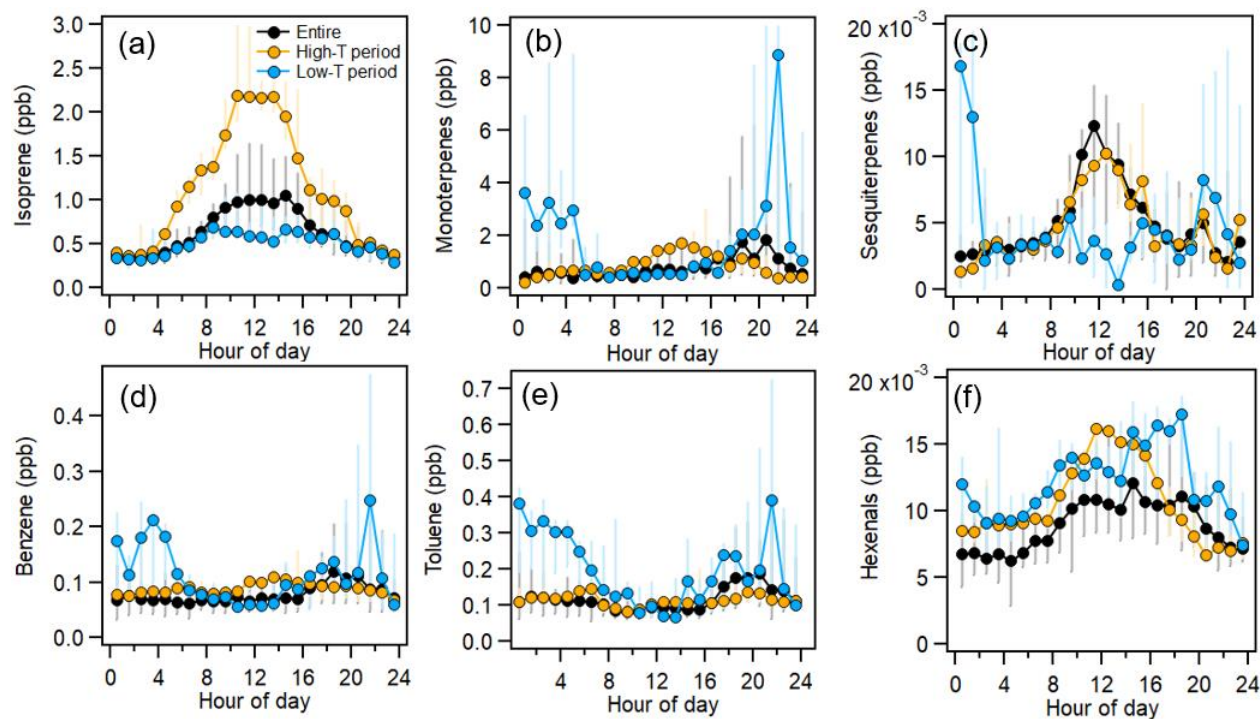 (a)
Entire
High-T period
Low-T period
Isoprene (ppb)
3.0
2.5
2.0
1.5
1.0
0.5
0.0
0 4 8 12 16 20 24
Hour of day
(b)
Monoterpenes (ppb)
10
8
6
4
2
0
0 4 8 12 16 20 24
Hour of day
(c)
Sesquiterpenes (ppb)
20 x10⁻³
15
10
5
0
0 4 8 12 16 20 24
Hour of day
(d)
Benzene (ppb)
0.4
0.3
0.2
0.1
0.0
0 4 8 12 16 20 24
Hour of day
(e)
Toluene (ppb)
0.7
0.6
0.5
0.4
0.3
0.2
0.1
0.0
4 8 12 16 20 24
Hour of day
(f)
Hexenals (ppb)
20 x10⁻³
15
10
5
0
0 4 8 12 16 20 24
Hour of day